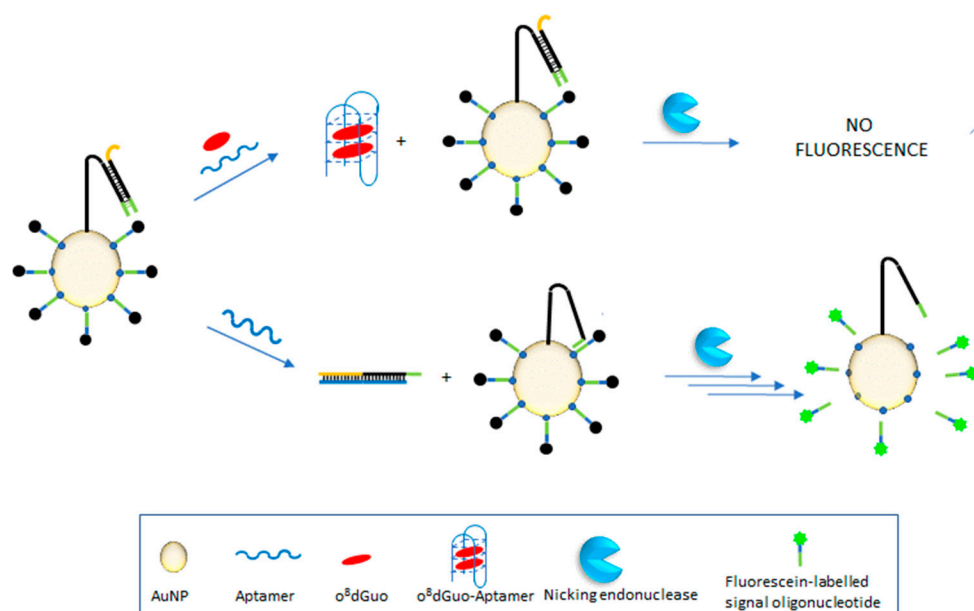 +
NO
FLUORESCENCE
+
AuNP
Aptamer
o⁸dGuo
o⁸dGuo-Aptamer
Nicking endonuclease
Fluorescein-labelled
signal oligonucleotide